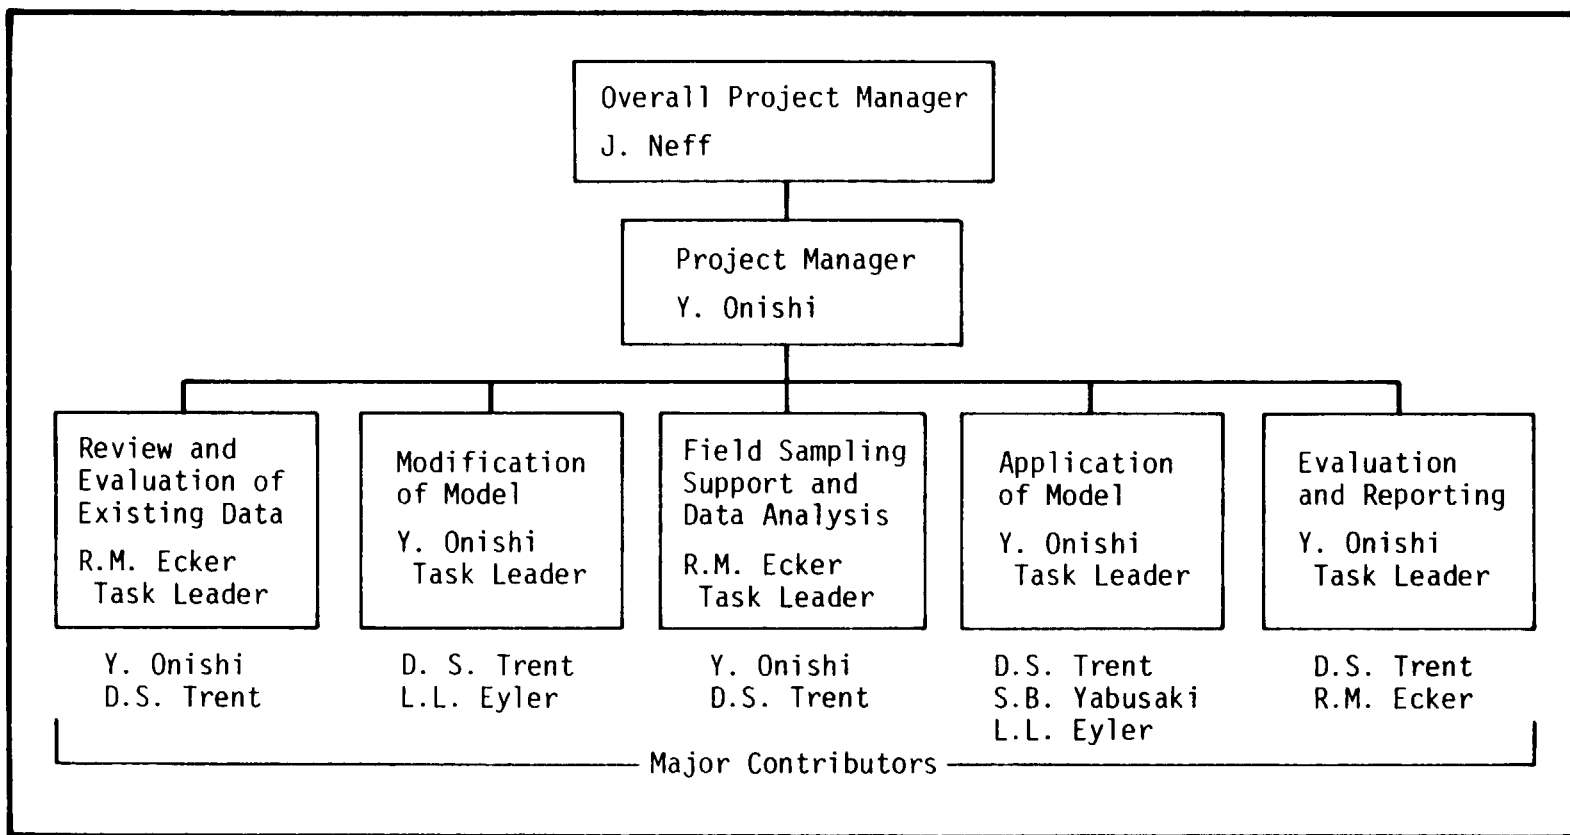 Overall Project Manager
J. Neff
Project Manager
Y. Onishi
Review and
Evaluation of
Existing Data
R.M. Ecker
Task Leader
Modification
of Model
Y. Onishi
Task Leader
Field Sampling
Support and
Data Analysis
R.M. Ecker
Task Leader
Application
of Model
Y. Onishi
Task Leader
Evaluation
and Reporting
Y. Onishi
Task Leader
Y. Onishi
D.S. Trent
D. S. Trent
L.L. Eyler
Y. Onishi
D.S. Trent
D.S. Trent
S.B. Yabusaki
L.L. Eyler
D.S. Trent
R.M. Ecker
Major Contributors